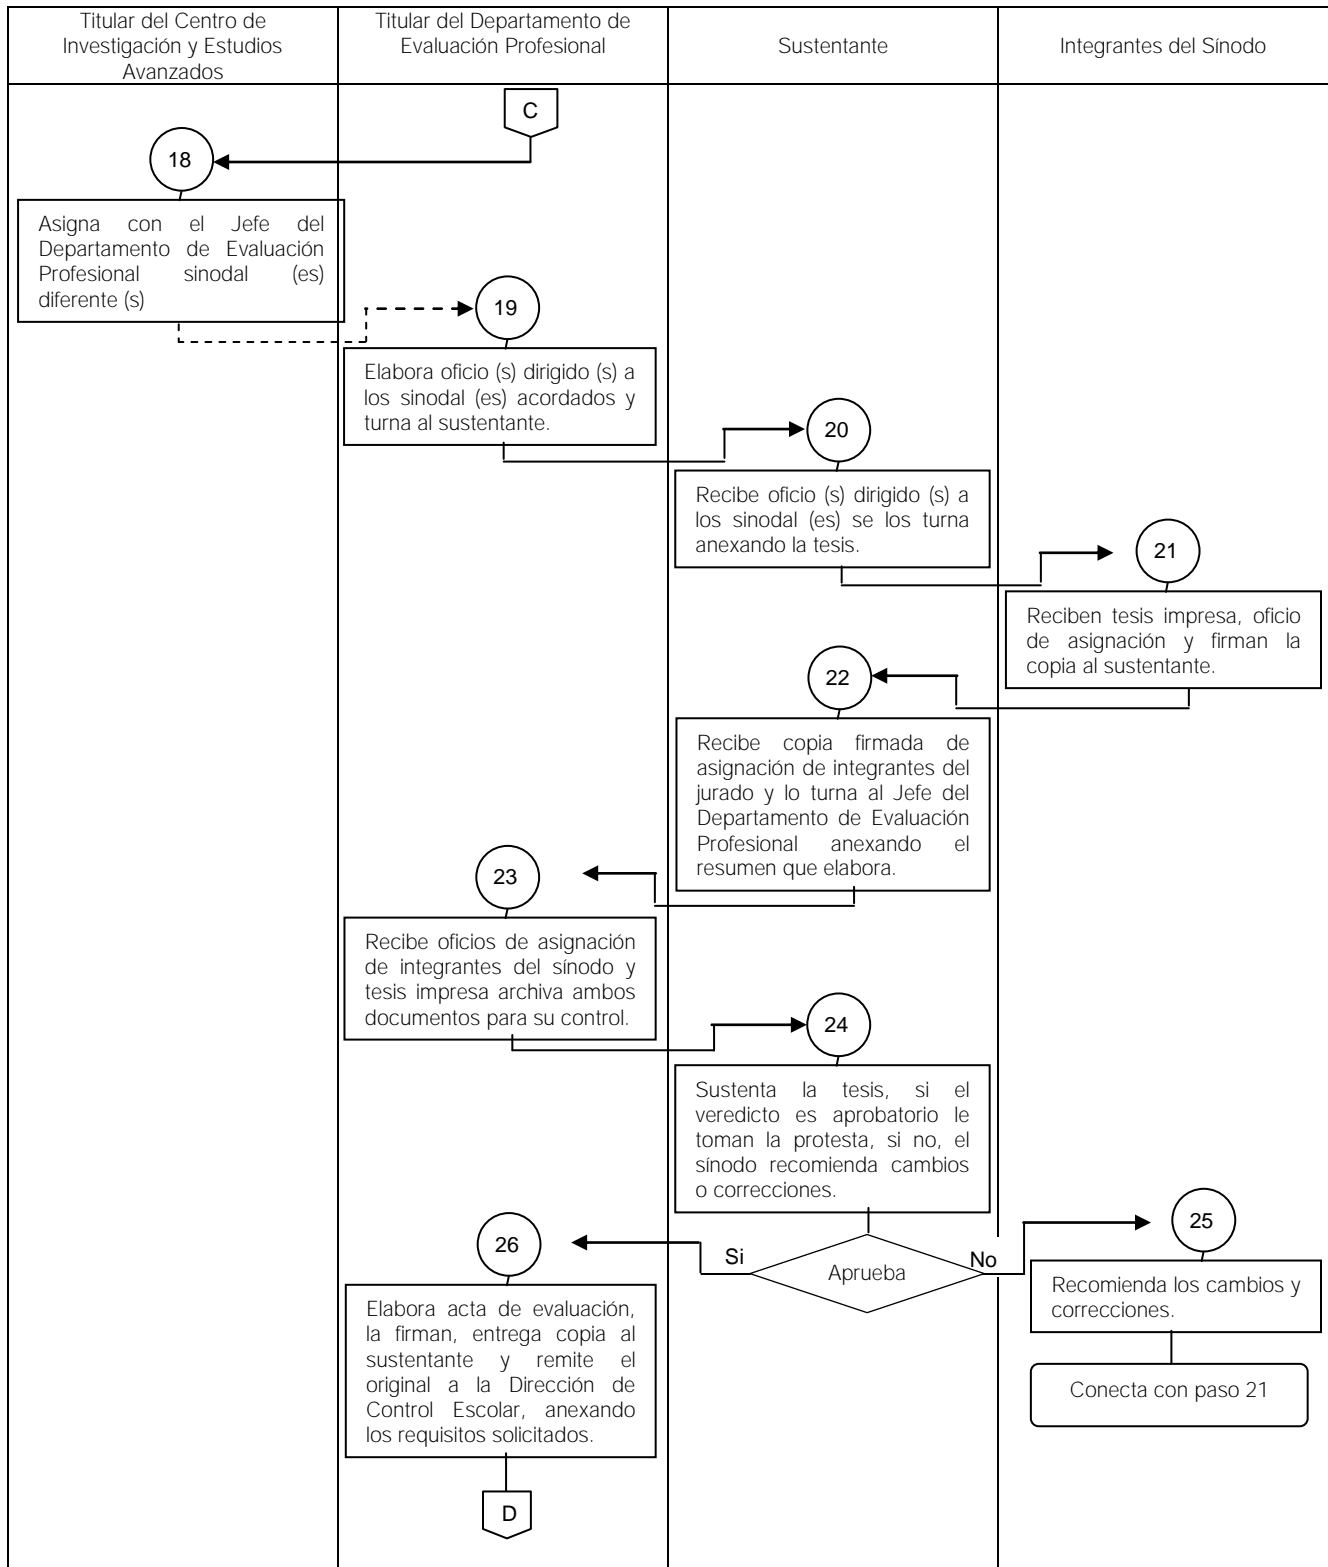 Titular del Centro de
Investigación y Estudios
Avanzados
Titular del Departamento de
Evaluación Profesional
Sustentante
Integrantes del Sínodo
C
18
Asigna con el Jefe del
Departamento de Evaluación
Profesional sinodal (es)
diferente (s)
19
Elabora oficio (s) dirigido (s) a
los sinodal (es) acordados y
turna al sustentante.
20
Recibe oficio (s) dirigido (s) a
los sinodal (es) se los turna
anexando la tesis.
21
Reciben tesis impresa, oficio
de asignación y firman la
copia al sustentante.
22
Recibe copia firmada de
asignación de integrantes del
jurado y lo turna al Jefe del
Departamento de Evaluación
Profesional anexando el
resumen que elabora.
23
Recibe oficios de asignación
de integrantes del sínodo y
tesis impresa archiva ambos
documentos para su control.
24
Sustenta la tesis, si el
veredicto es aprobatorio le
toman la protesta, si no, el
sínodo recomienda cambios
o correcciones.
Aprueba
Si
No
25
Recomienda los cambios y
correcciones.
Conecta con paso 21
26
Elabora acta de evaluación,
la firman, entrega copia al
sustentante y remite el
original a la Dirección de
Control Escolar, anexando
los requisitos solicitados.
D